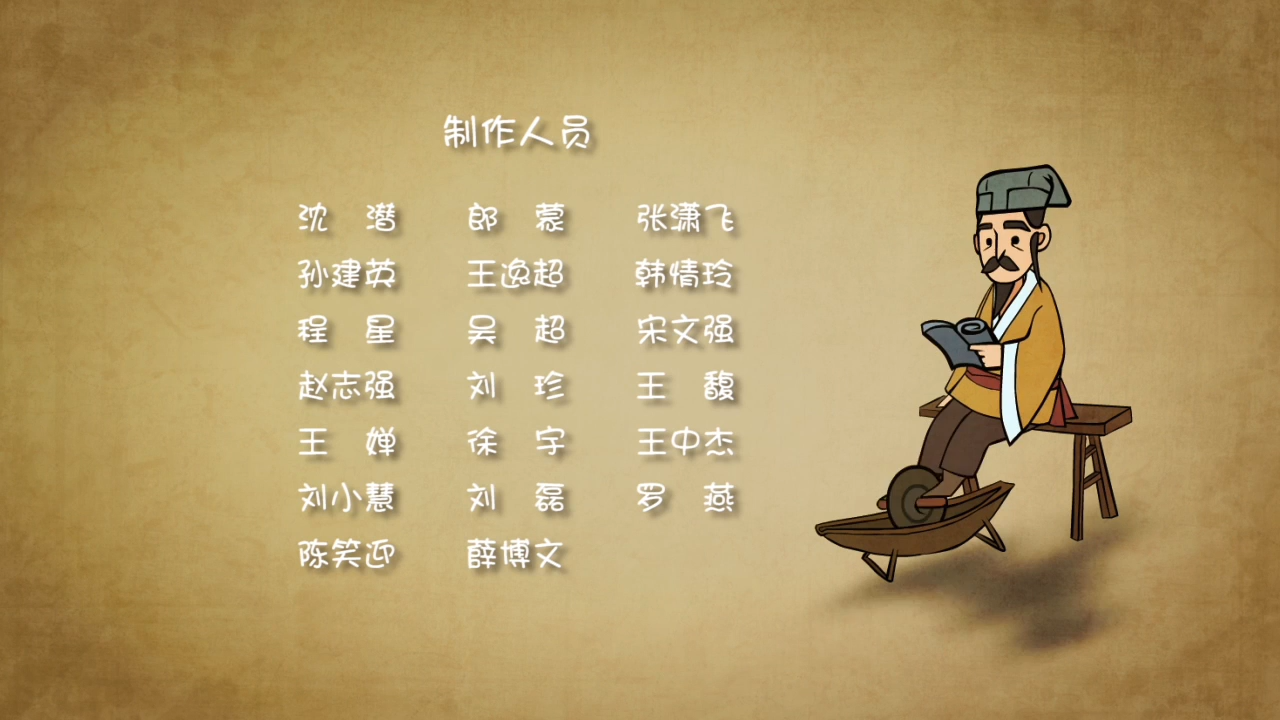 制作人员
沈 潜 郎 蒙 张潇飞
孙建英 王逸超 韩情玲
程 星 吴 超 宋文强
赵志强 刘 珍 王 馥
王 婵 徐 宇 王中杰
刘小慧 刘 磊 罗 燕
陈笑迎 薛博文